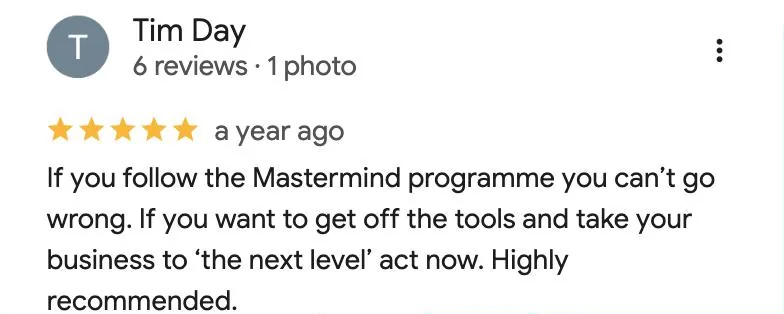 T
Tim Day
6 reviews · 1 photo
a year ago
If you follow the Mastermind programme you can’t go
wrong. If you want to get off the tools and take your
business to ‘the next level’ act now. Highly
recommended.